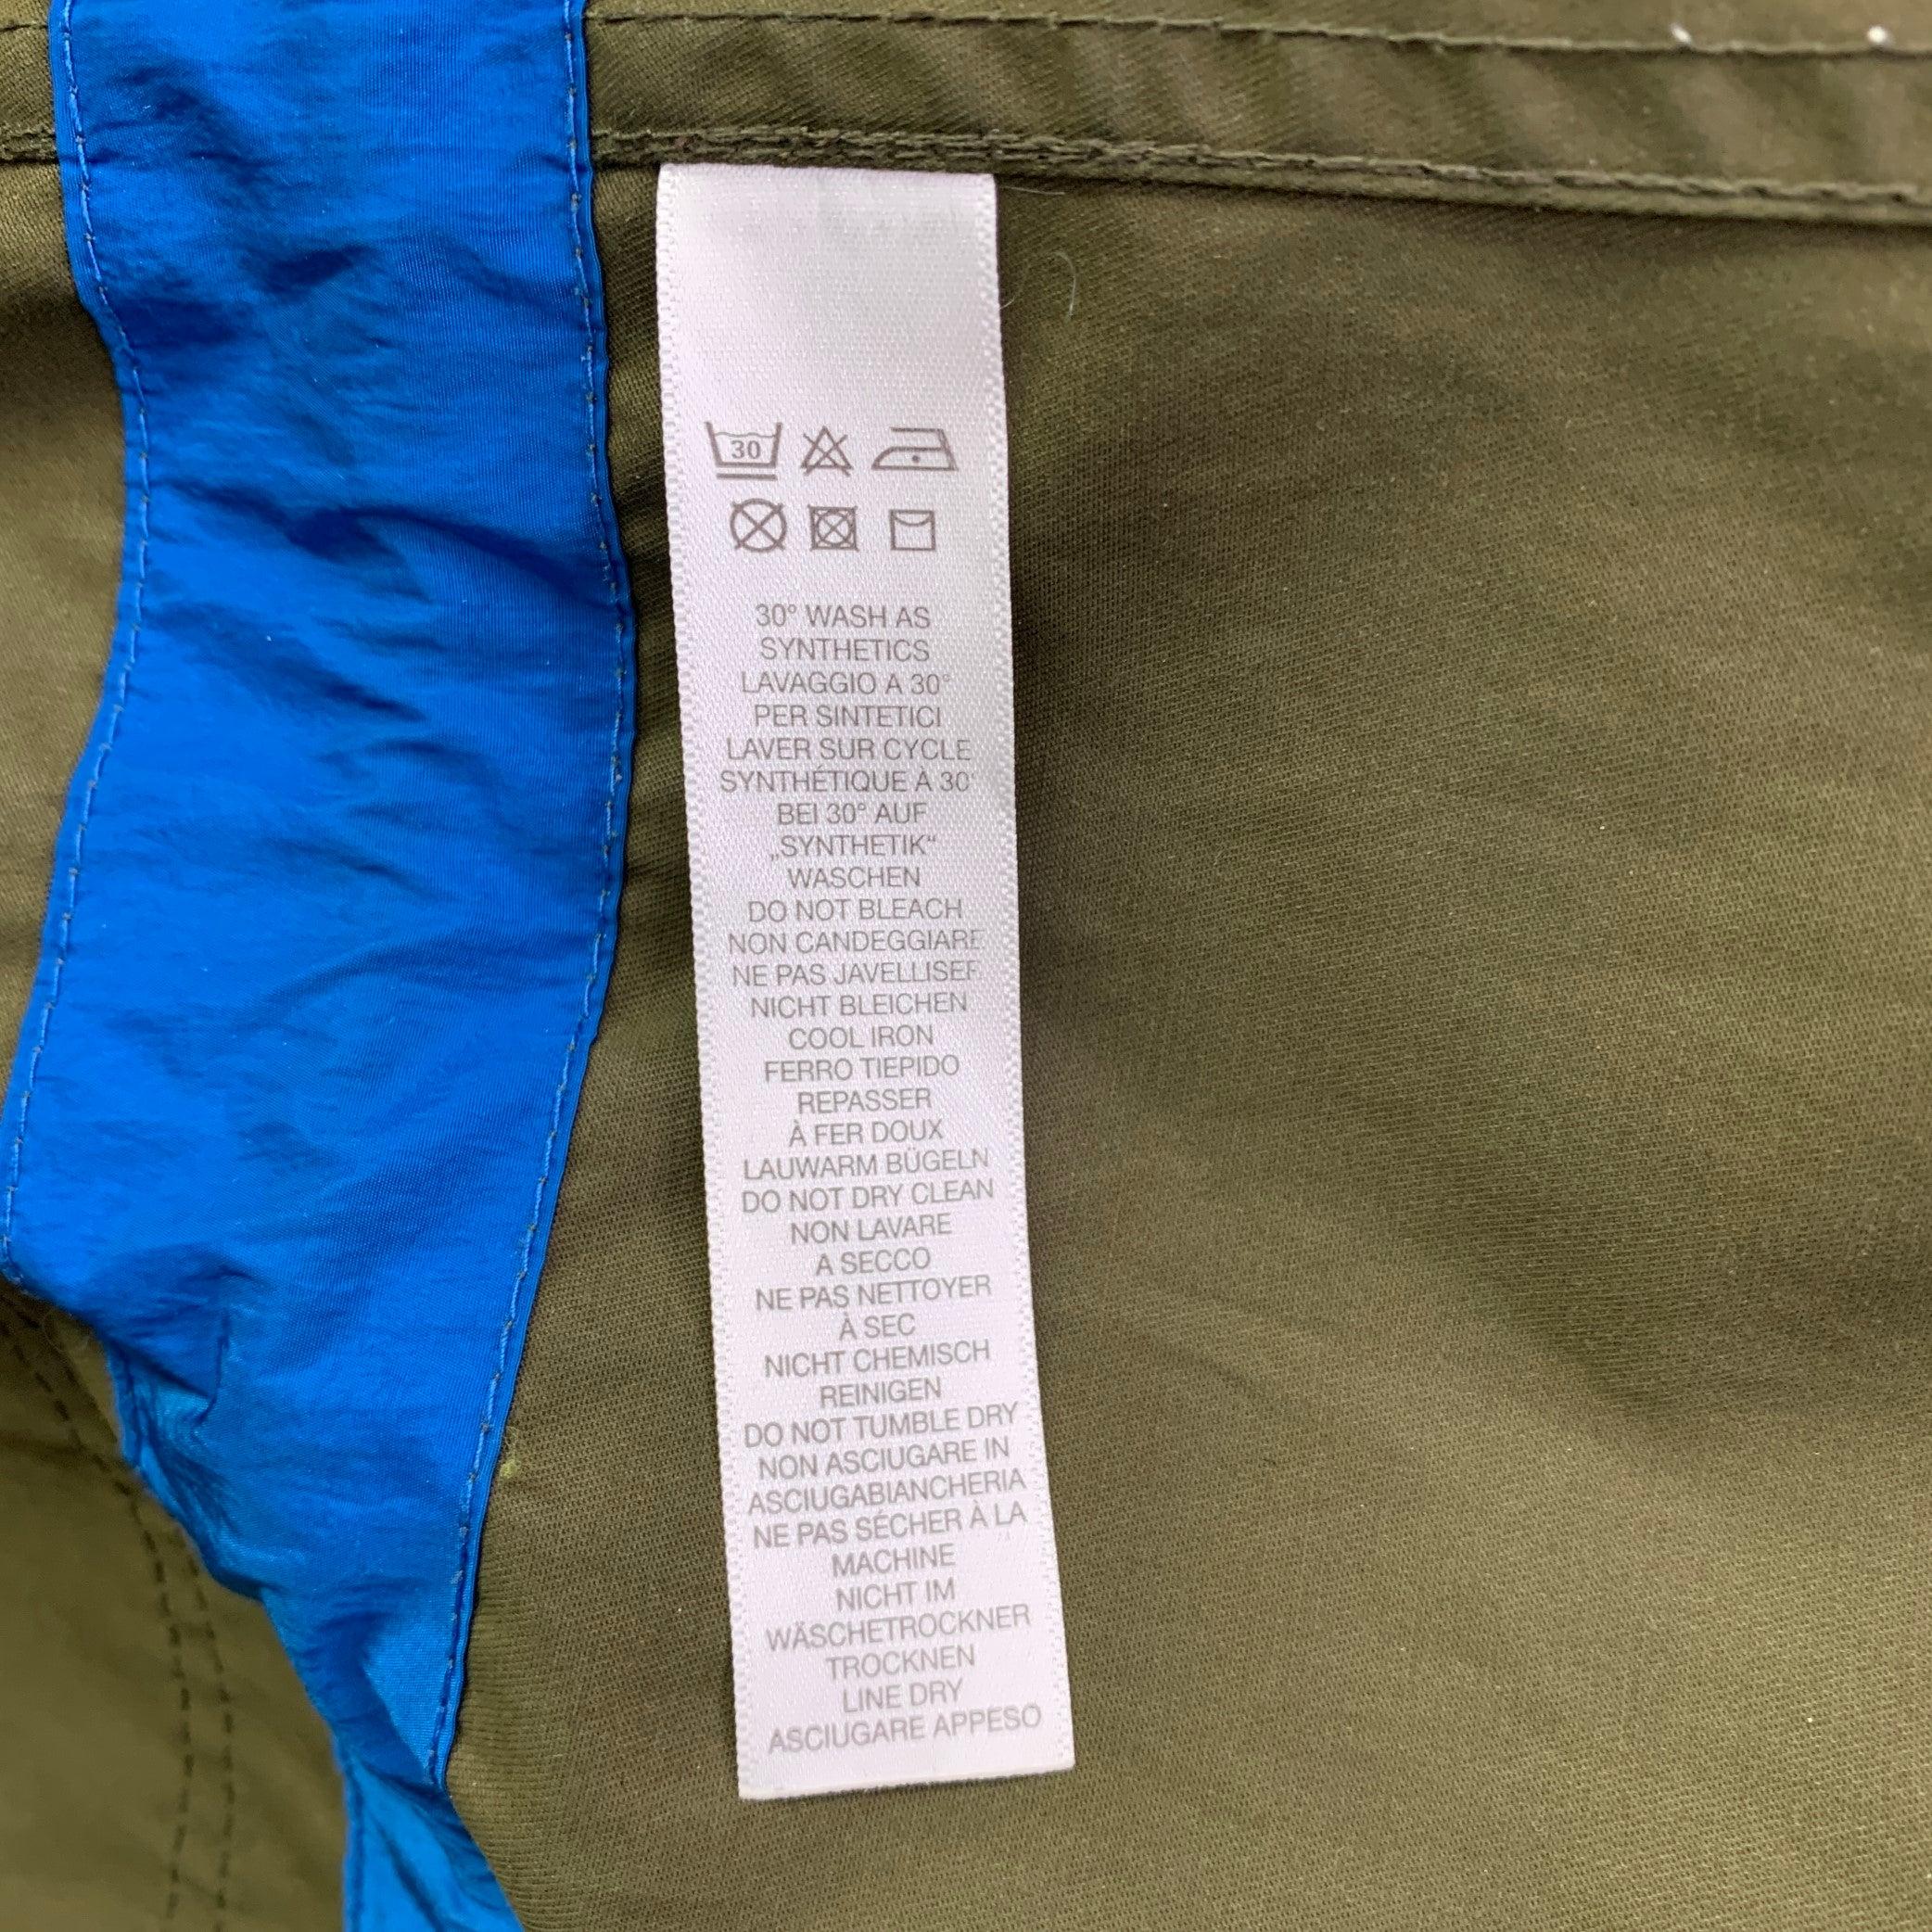 30
30° WASH AS
SYNTHETICS
LAVAGGIO A 30°
PER SINTETICI
LAVER SUR CYCLE
SYNTHÉTIQUE À 30°
BEI 30° AUF
„SYNTHETIK“
WASCHEN
DO NOT BLEACH
NON CANDEGGIARE
NE PAS JAVELLISER
NICHT BLEICHEN
COOL IRON
FERRO TIEPIDO
REPASSER
À FER DOUX
LAUWARM BÜGELN
DO NOT DRY CLEAN
NON LAVARE
A SECCO
NE PAS NETTOYER
À SEC
NICHT CHEMISCH
REINIGEN
DO NOT TUMBLE DRY
NON ASCIUGARE IN
ASCIUGABIANCHERIA
NE PAS SÉCHER À LA
MACHINE
NICHT IM
WÄSCHETROCKNER
TROCKNEN
LINE DRY
ASCIUGARE APPESO